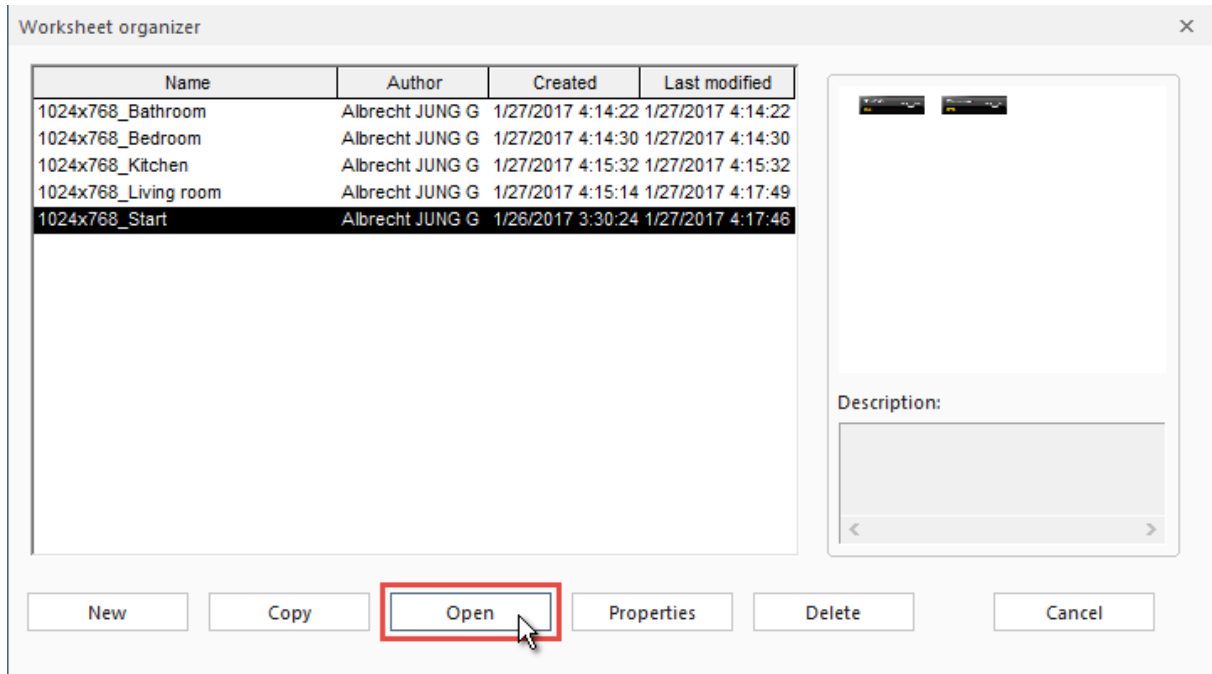 Worksheet organizer
Name Author Created Last modified
1024x768_Bathroom Albrecht JUNG G 1/27/2017 4:14:22 1/27/2017 4:14:22
1024x768_Bedroom Albrecht JUNG G 1/27/2017 4:14:30 1/27/2017 4:14:30
1024x768_Kitchen Albrecht JUNG G 1/27/2017 4:15:32 1/27/2017 4:15:32
1024x768_Living room Albrecht JUNG G 1/27/2017 4:15:14 1/27/2017 4:17:49
1024x768_Start Albrecht JUNG G 1/26/2017 3:30:24 1/27/2017 4:17:46
Description:
New Copy Open Properties Delete Cancel